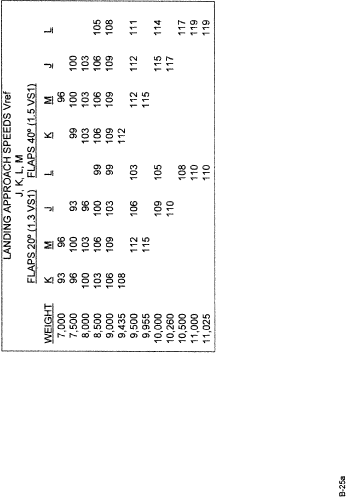 LANDING APPROACH SPEEDS Vref
J, K, L, M
FLAPS 20° (1.3 VS1) FLAPS 40° (1.5 VS1)
WEIGHT K M J L K M J L
7,000 93 96 96
7,500 96 100 93 99 100 100
8,000 100 103 96 103 103 103
8,500 103 106 100 99 106 106 106 105
9,000 106 109 103 99 109 109 109 108
9,435 108 112
9,500 112 106 103 112 112 111
9,955 115 115
10,000 109 105 115 114
10,260 110 117
10,500 108 117
11,000 110 119
11,025 110 119
B-25a